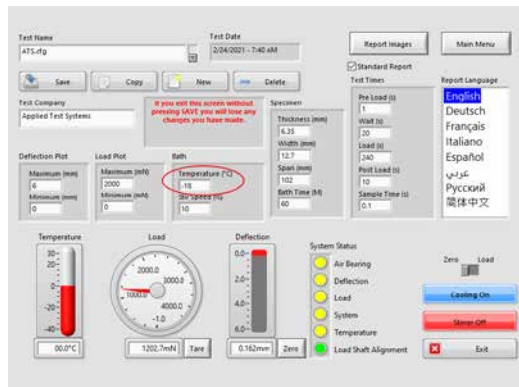 Test Name
ATS.cfg
Test Date
2/24/2021 - 7:40 AM
Report Images
Main Menu
Standard Report
Save
Copy
New
Delete
Test Company
Applied Test Systems
If you exit this screen without
pressing SAVE you will lose any
changes you have made.
Specimen
Thickness (mm)
6.35
Width (mm)
12.7
Span (mm)
102
Bath Time (M)
60
Test Times
Pre Load (s)
1
Wait (s)
20
Load (s)
240
Post Load (s)
10
Sample Time (s)
0.1
Report Language
English
Deutsch
Français
Italiano
Español
عربي
Русский
简体中文
Deflection Plot
Maximum (mm)
6
Minimum (mm)
0
Load Plot
Maximum (mN)
2000
Minimum (mN)
0
Bath
Temperature (°C)
-18
Stir Speed (%)
10
Temperature
30-
20-
0-
-20-
-40-
00.0°C
Load
2000.0
3000.0
1000.0
4000.0
-1.0
1202.7mN
Tare
Deflection
0.0-
2.0-
4.0-
6.0-
0.162mm
Zero
System Status
Air Bearing
Deflection
Load
System
Temperature
Load Shaft Alignment
Zero
Load
Cooling On
Stirrer Off
Exit